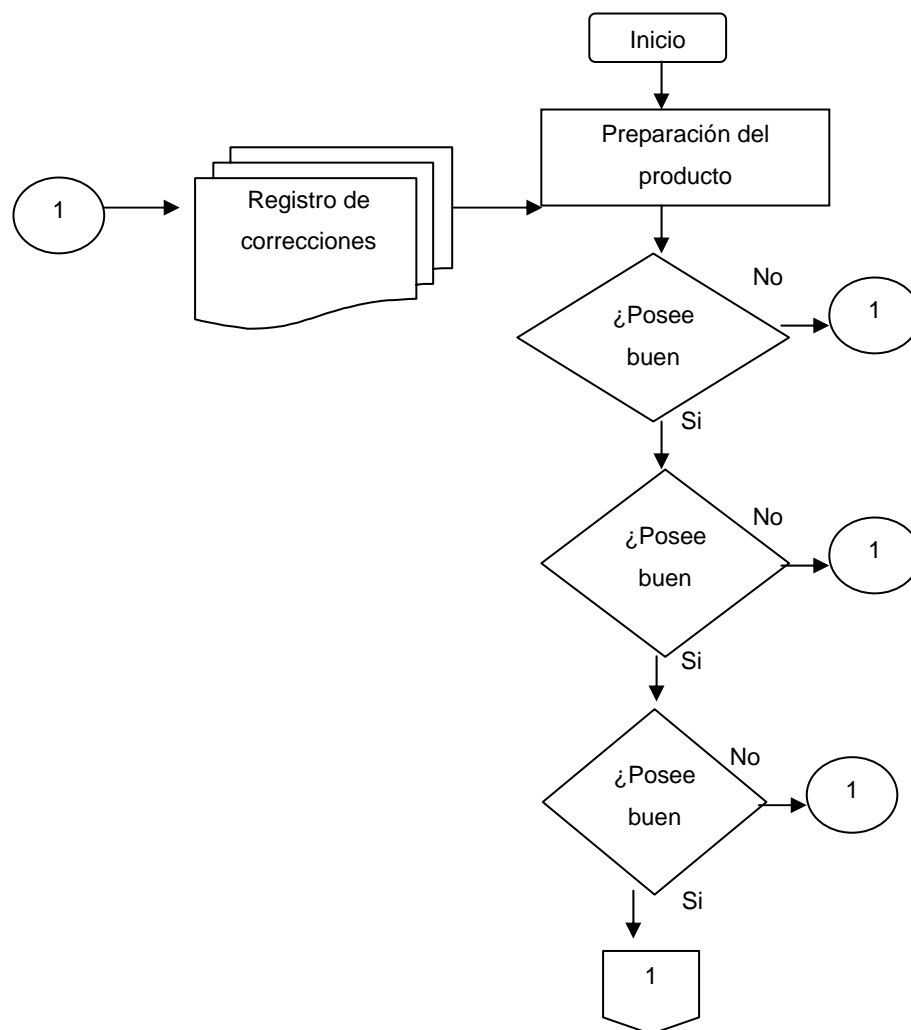 Inicio
Preparación del
producto
1
Registro de
correcciones
¿Posee
buen
No
1
Si
¿Posee
buen
No
1
Si
¿Posee
buen
No
1
Si
1